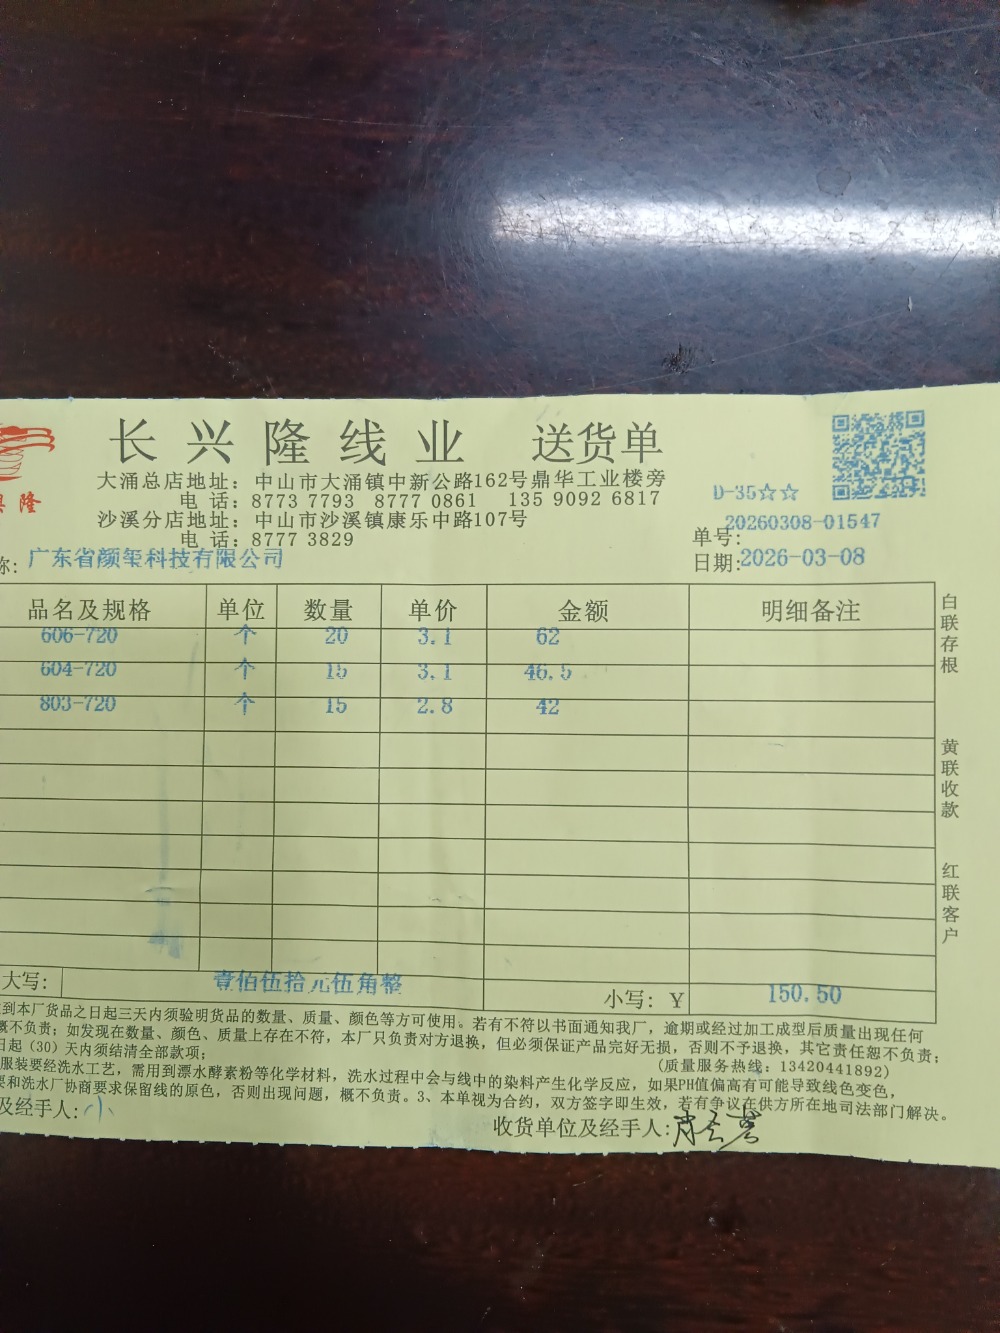 长兴隆线业 送货单
兴隆
大涌总店地址：中山市大涌镇中新公路162号鼎华工业楼旁
电 话：8773 7793 8777 0861 135 9092 6817
沙溪分店地址：中山市沙溪镇康乐中路107号
电 话：8777 3829
D-35☆☆
单号：20260308-01547
称：广东省颜玺科技有限公司
日期：2026-03-08
品名及规格 单位 数量 单价 金额 明细备注
606-720 个 20 3.1 62
604-720 个 15 3.1 46.5
803-720 个 15 2.8 42
白联存根
黄联收款
红联客户
大写： 壹佰伍拾元伍角整 小写：￥ 150.50
到本厂货品之日起三天内须验明货品的数量、质量、颜色等方可使用。若有不符以书面通知我厂，逾期或经过加工成型后质量出现任何
概不负责；如发现在数量、颜色、质量上存在不符，本厂只负责对方退换，但必须保证产品完好无损，否则不予退换，其它责任恕不负责；
日起（30）天内须结清全部款项； （质量服务热线：13420441892）
服装要经洗水工艺，需用到漂水酵素粉等化学材料，洗水过程中会与线中的染料产生化学反应，如果PH值偏高有可能导致线色变色，
要和洗水厂协商要求保留线的原色，否则出现问题，概不负责。3、本单视为合约，双方签字即生效，若有争议在供方所在地司法部门解决。
及经手人：小
收货单位及经手人：